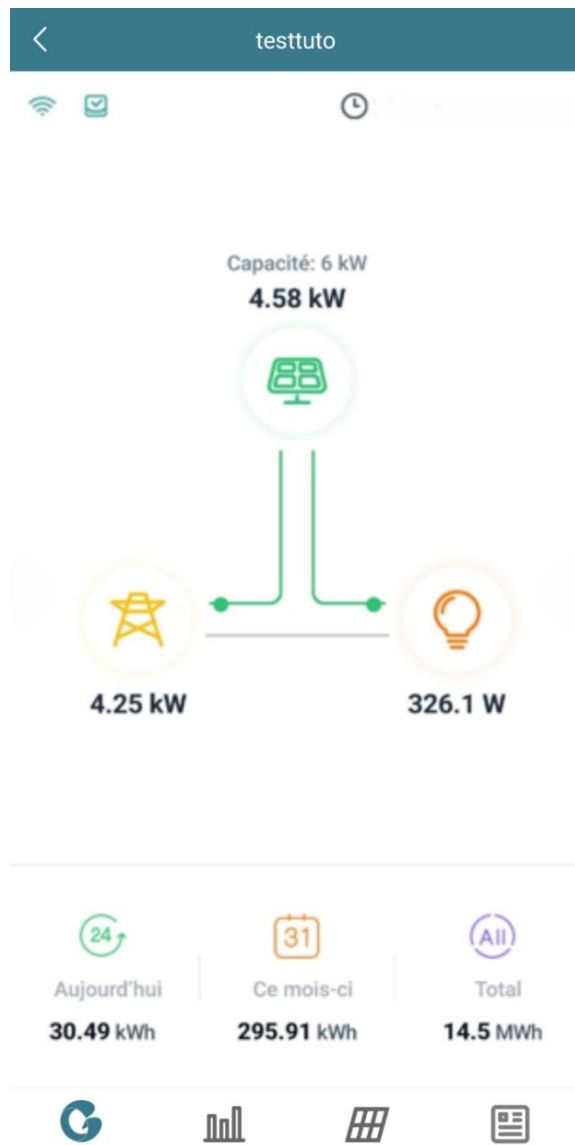 testtuto
Capacité: 6 kW
4.58 kW
4.25 kW
326.1 W
24
31
All
Aujourd'hui
Ce mois-ci
Total
30.49 kWh
295.91 kWh
14.5 MWh